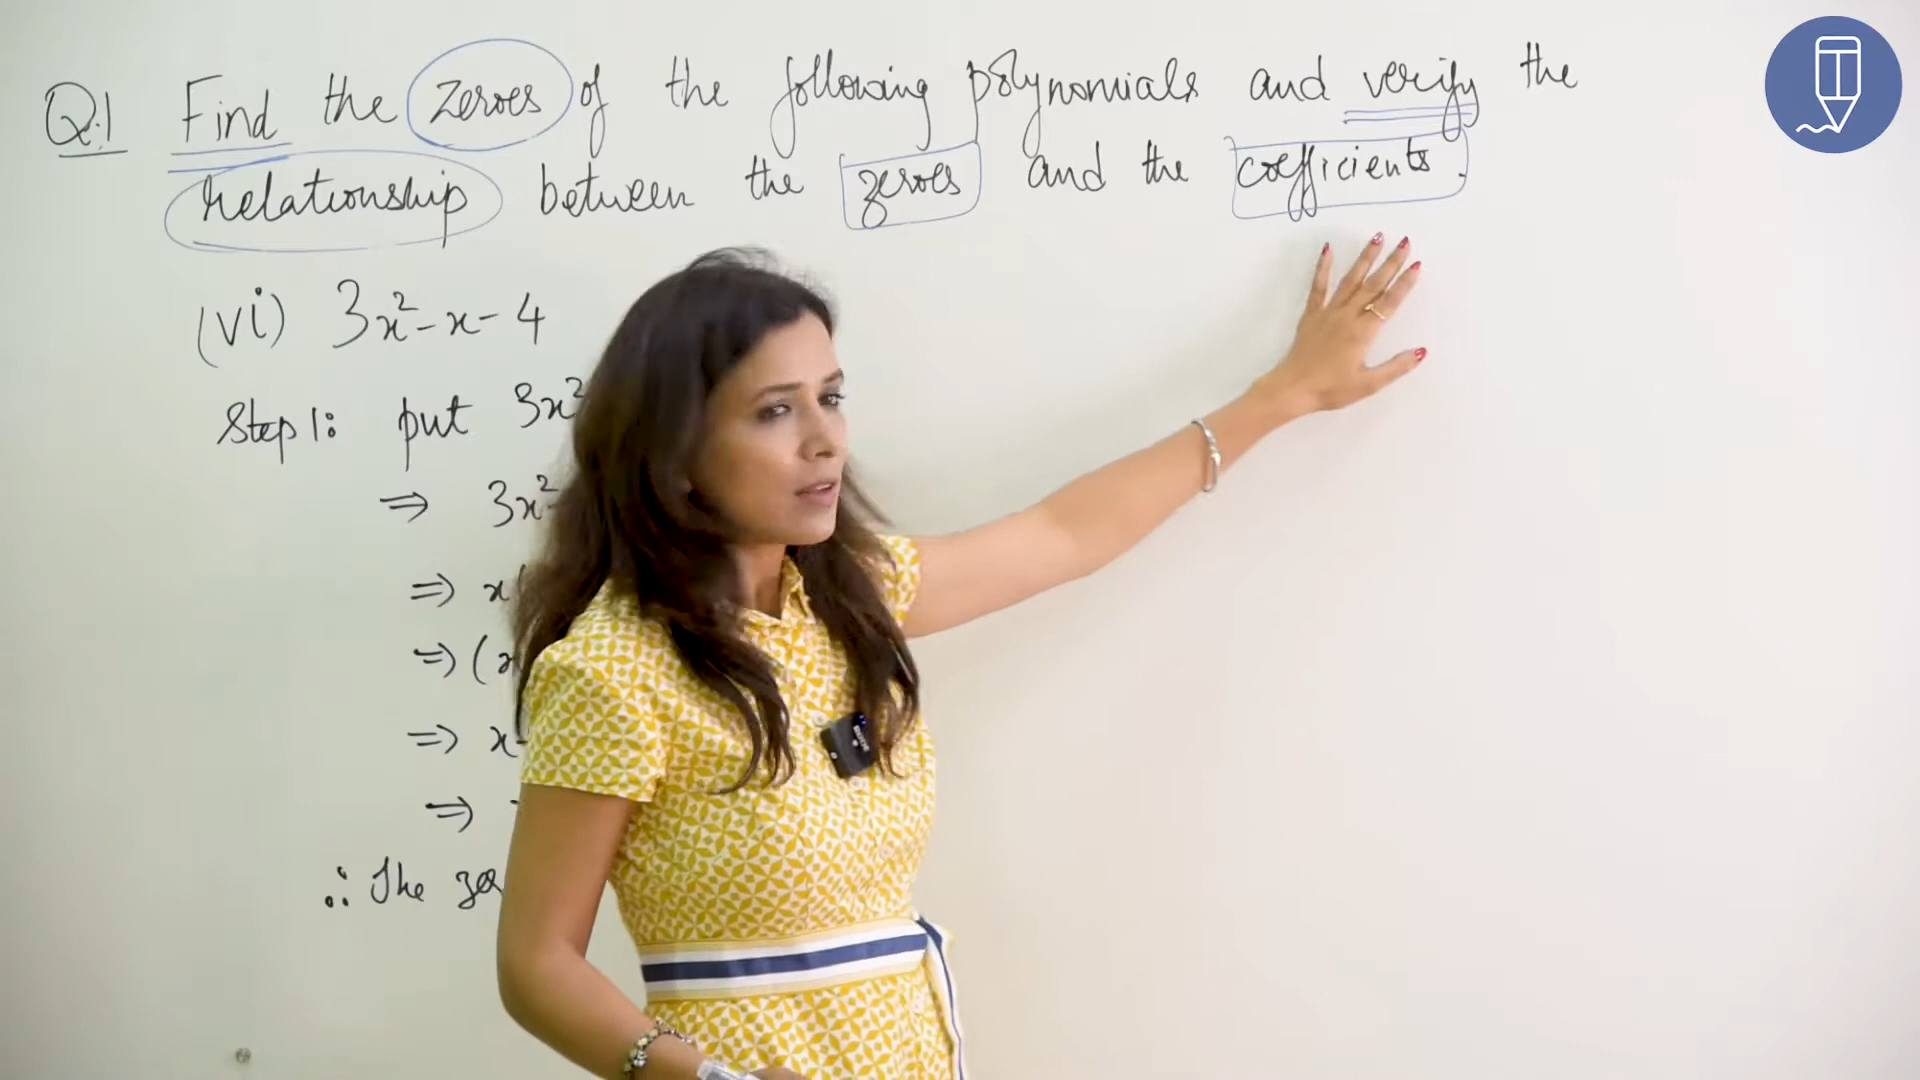 Q.1 Find the zeroes of the following polynomials and verify the
relationship between the zeroes and the coefficients.
(vi) 3x²-x-4
Step 1: put 3x²
⇒ 3x²-
⇒ x(
⇒ (x
⇒ x-
⇒
∴ The